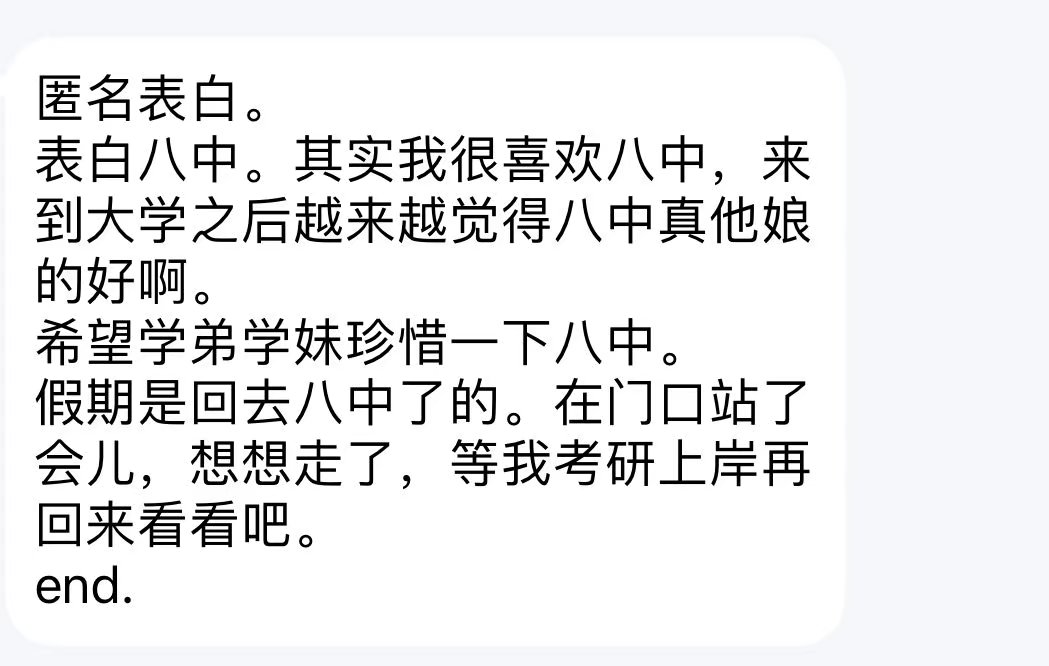 匿名表白。
表白八中。其实我很喜欢八中，来
到大学之后越来越觉得八中真他娘
的好啊。
希望学弟学妹珍惜一下八中。
假期是回去八中了的。在门口站了
会儿，想想走了，等我考研上岸再
回来看看吧。
end.